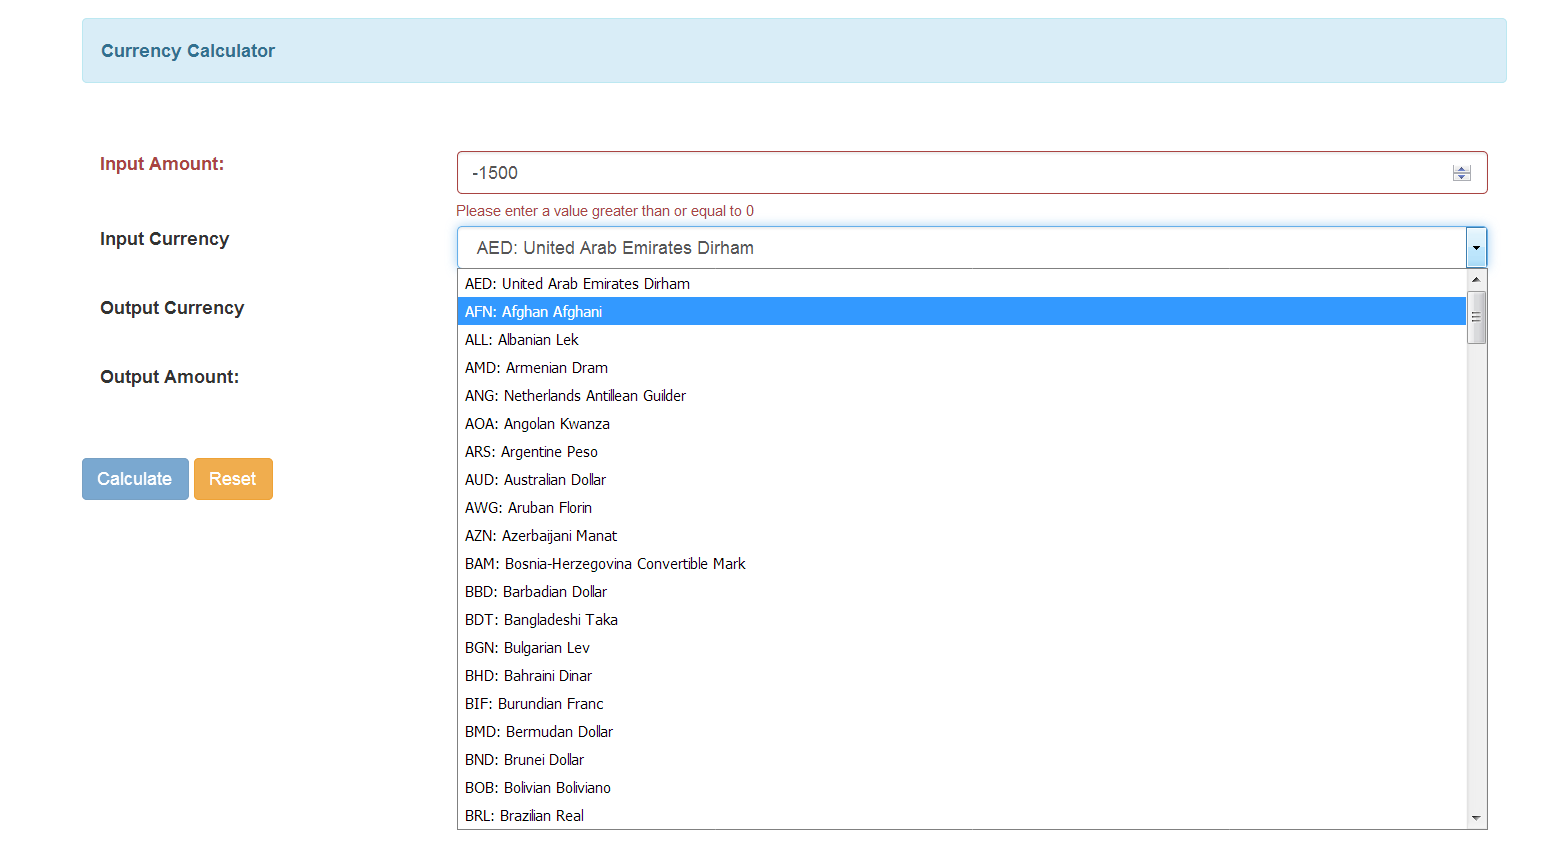 Currency Calculator
Input Amount:
-1500
Please enter a value greater than or equal to 0
Input Currency
AED: United Arab Emirates Dirham
AED: United Arab Emirates Dirham
AFN: Afghan Afghani
Output Currency
ALL: Albanian Lek
AMD: Armenian Dram
Output Amount:
ANG: Netherlands Antillean Guilder
AOA: Angolan Kwanza
ARS: Argentine Peso
AUD: Australian Dollar
Calculate
Reset
AWG: Aruban Florin
AZN: Azerbaijani Manat
BAM: Bosnia-Herzegovina Convertible Mark
BBD: Barbadian Dollar
BDT: Bangladeshi Taka
BGN: Bulgarian Lev
BHD: Bahraini Dinar
BIF: Burundian Franc
BMD: Bermudan Dollar
BND: Brunei Dollar
BOB: Bolivian Boliviano
BRL: Brazilian Real